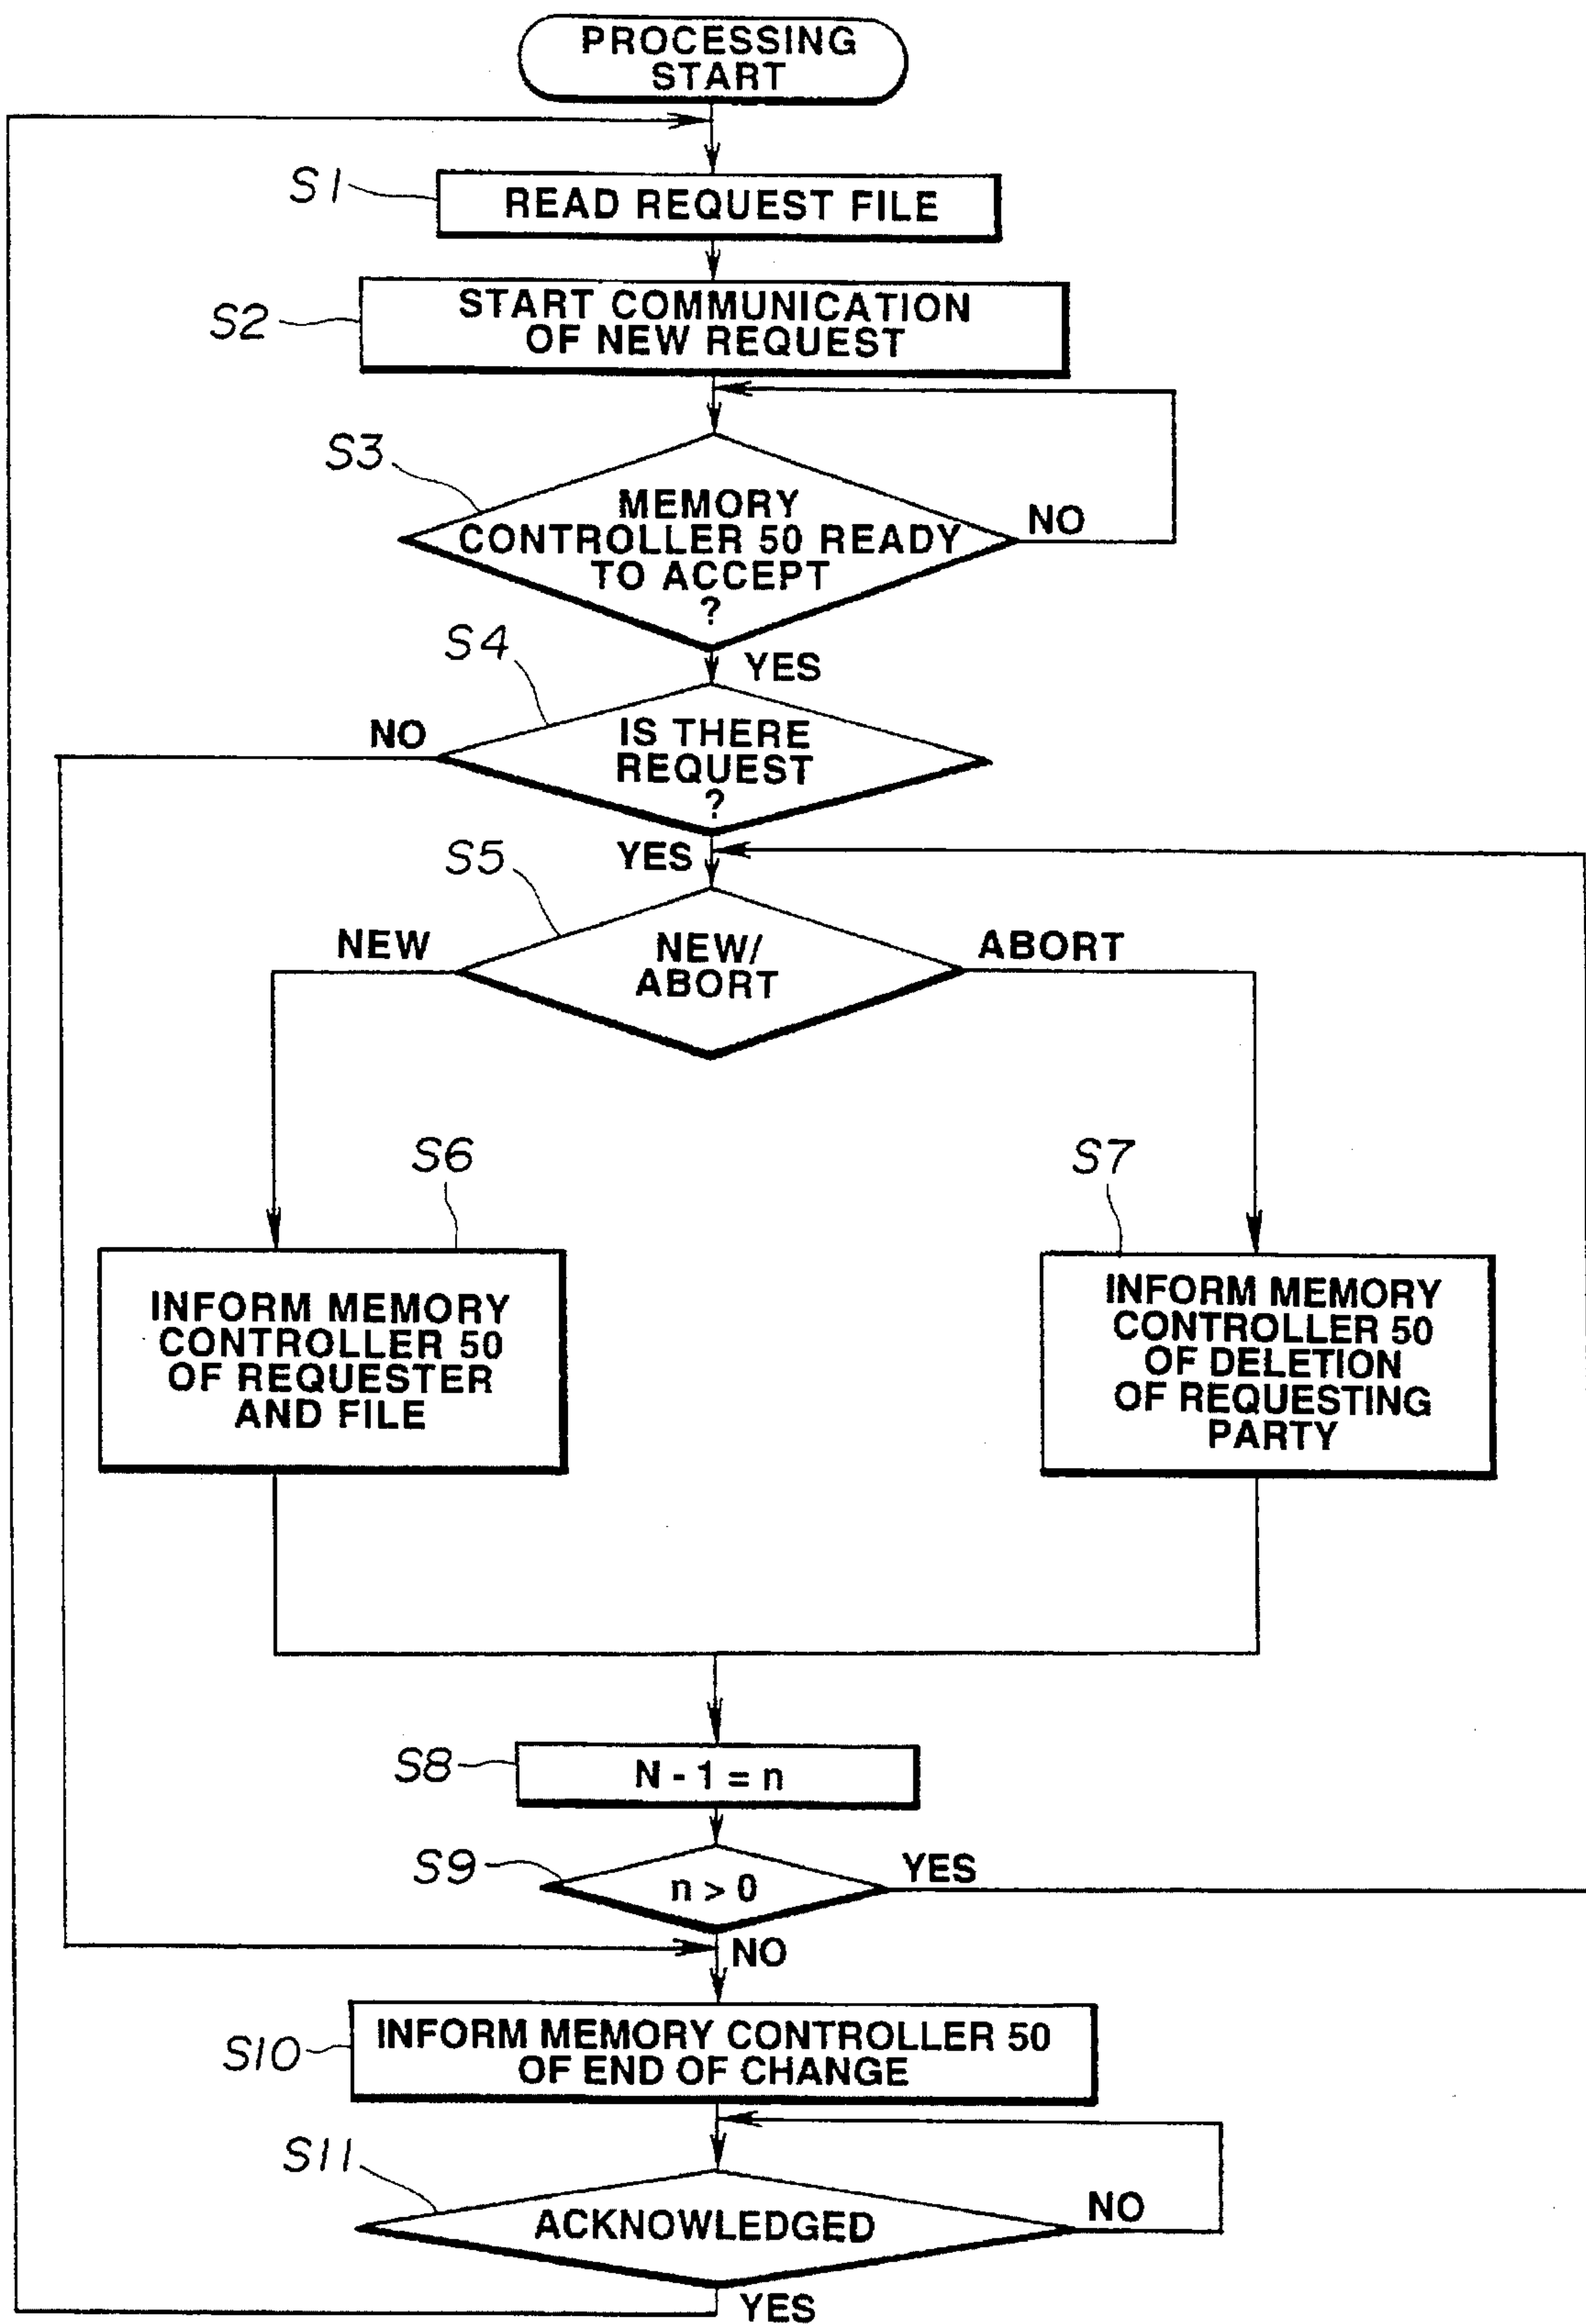 PROCESSING
START
S1
READ REQUEST FILE
S2
START COMMUNICATION
OF NEW REQUEST
S3
MEMORY
CONTROLLER 50 READY
TO ACCEPT
?
NO
YES
S4
NO
IS THERE
REQUEST
?
YES
S5
NEW
NEW/
ABORT
ABORT
S6
INFORM MEMORY
CONTROLLER 50
OF REQUESTER
AND FILE
S7
INFORM MEMORY
CONTROLLER 50
OF DELETION
OF REQUESTING
PARTY
S8
N - 1 = n
S9
n > 0
YES
NO
S10
INFORM MEMORY CONTROLLER 50
OF END OF CHANGE
S11
ACKNOWLEDGED
NO
YES